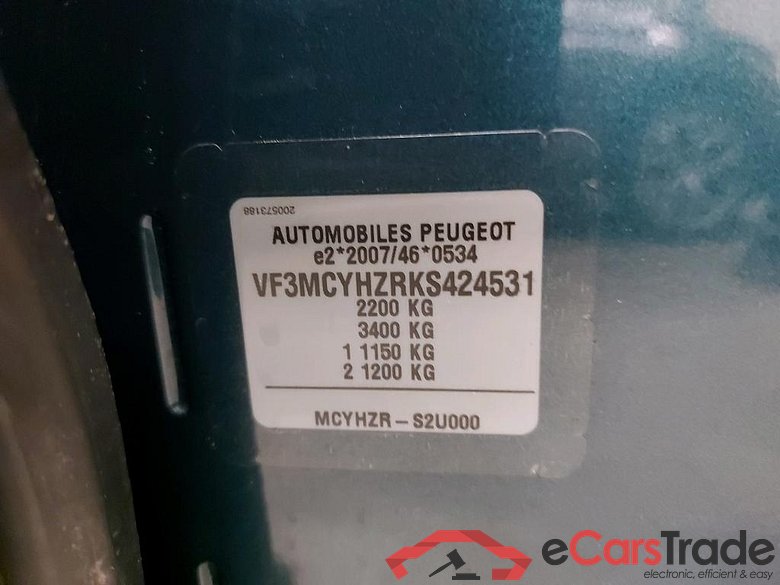 200573188
AUTOMOBILES PEUGEOT
e2*2007/46*0534
VF3MCYHZRKS424531
2200 KG
3400 KG
1 1150 KG
2 1200 KG
MCYHZR – S2U000
eCarsTrade
electronic, efficient & easy